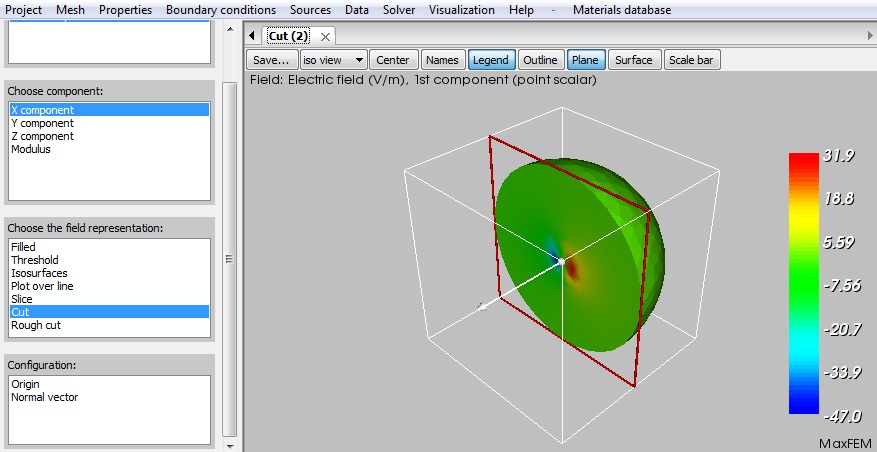 Project Mesh Properties Boundary conditions Sources Data Solver Visualization Help - Materials database
Cut (2)
Save... iso view Center Names Legend Outline Plane Surface Scale bar
Field: Electric field (V/m), 1st component (point scalar)
Choose component:
X component
Y component
Z component
Modulus
Choose the field representation:
Filled
Threshold
Isosurfaces
Plot over line
Slice
Cut
Rough cut
Configuration:
Origin
Normal vector
31.9
18.8
5.59
-7.56
-20.7
-33.9
-47.0
MaxFEM